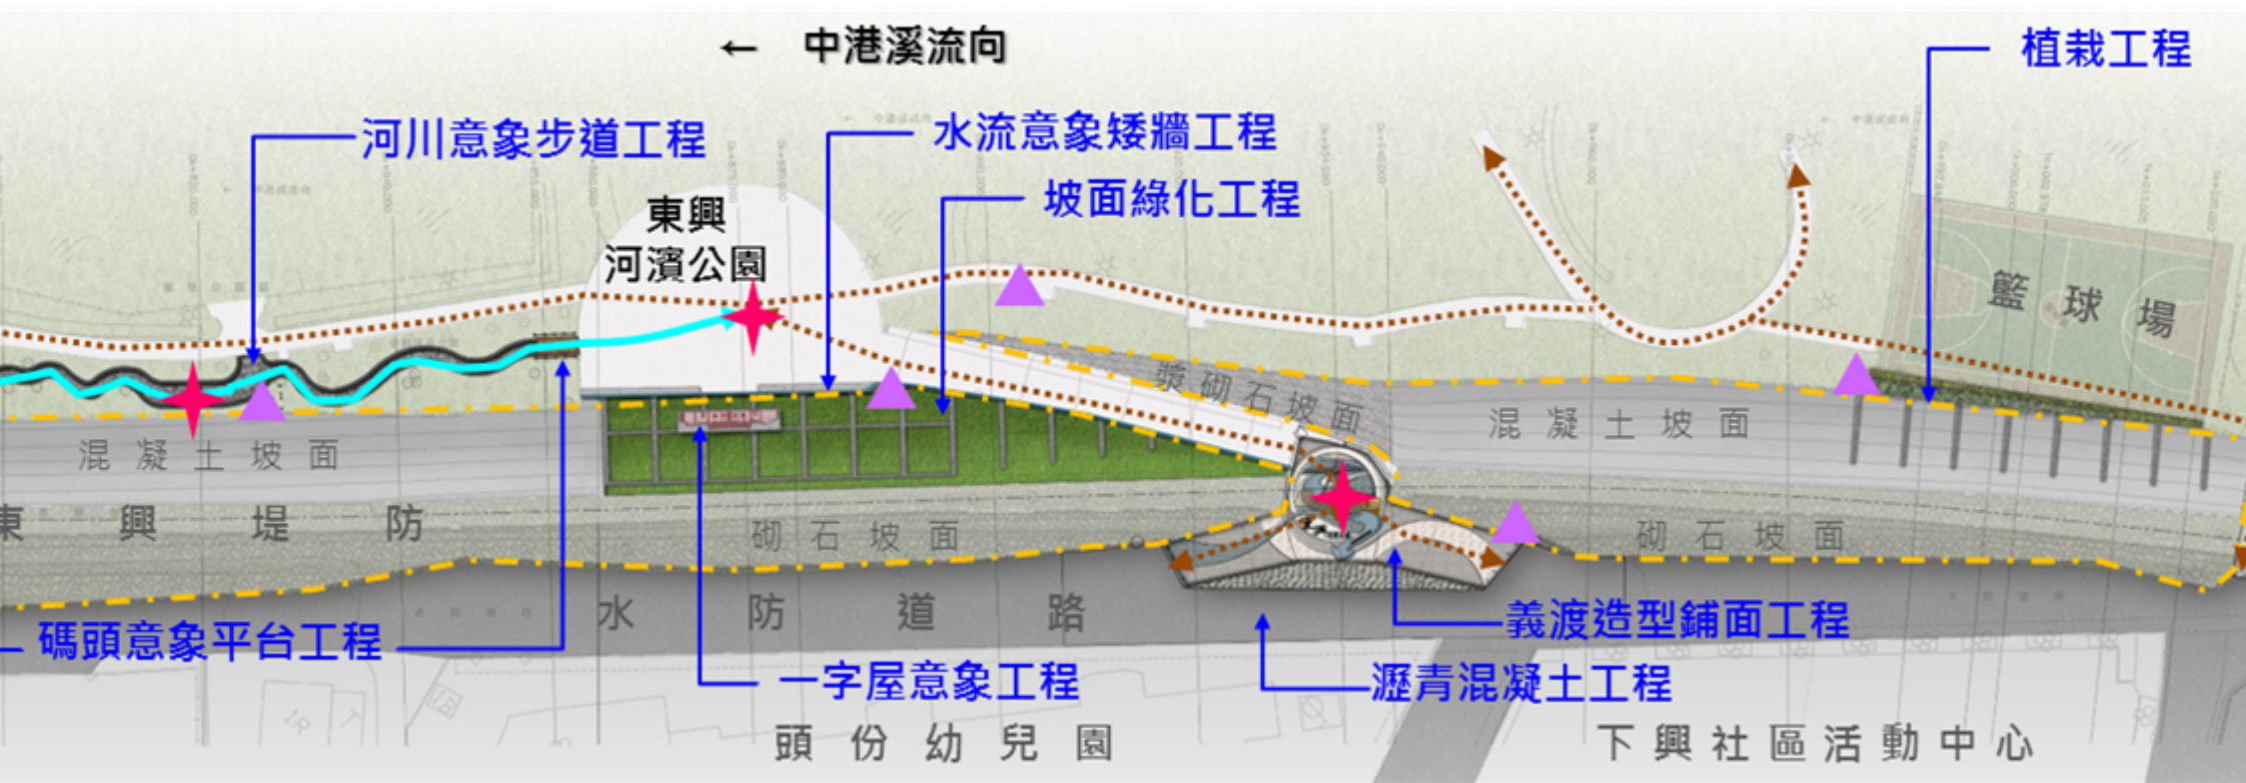 ← 中港溪流向
植栽工程
河川意象步道工程
水流意象矮牆工程
坡面綠化工程
東興
河濱公園
籃球場
漿砌石坡面
混凝土坡面
混凝土坡面
東興堤防
砌石坡面
砌石坡面
水防道路
碼頭意象平台工程
義渡造型鋪面工程
一字屋意象工程
瀝青混凝土工程
頭份幼兒園
下興社區活動中心